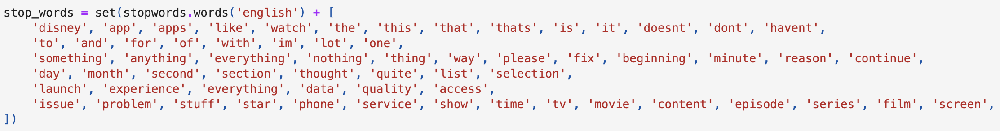 stop_words = set(stopwords.words('english') + [
    'disney', 'app', 'apps', 'like', 'watch', 'the', 'this', 'that', 'thats', 'is', 'it', 'doesnt', 'dont', 'havent',
    'to', 'and', 'for', 'of', 'with', 'im', 'lot', 'one',
    'something', 'anything', 'everything', 'nothing', 'thing', 'way', 'please', 'fix', 'beginning', 'minute', 'reason', 'continue',
    'day', 'month', 'second', 'section', 'thought', 'quite', 'list', 'selection',
    'launch', 'experience', 'everything', 'data', 'quality', 'access',
    'issue', 'problem', 'stuff', 'star', 'phone', 'service', 'show', 'time', 'tv', 'movie', 'content', 'episode', 'series', 'film', 'screen',
])